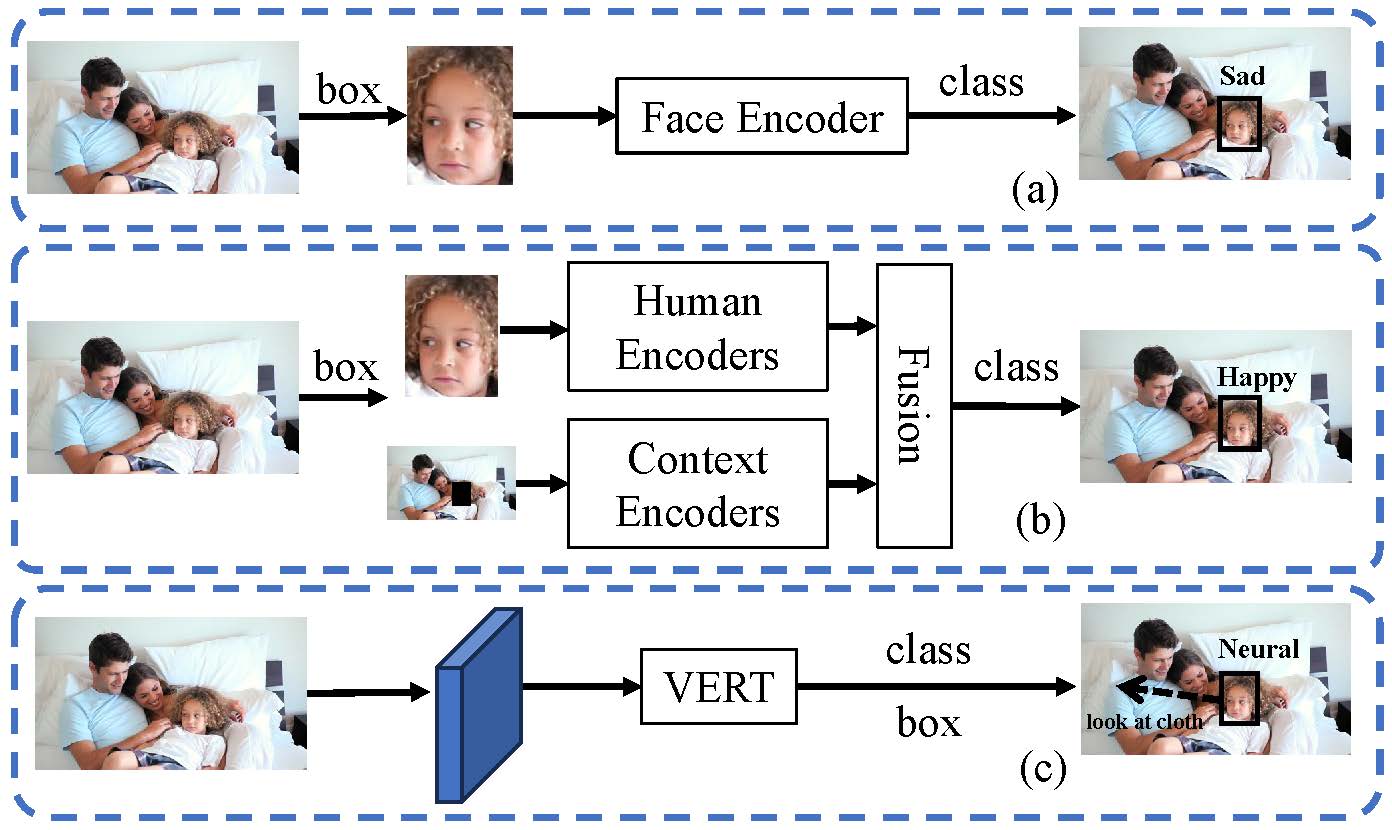 box
Face Encoder
class
Sad
(a)
box
Human
Encoders
Context
Encoders
Fusion
class
Happy
(b)
VERT
class
box
Neural
look at cloth
(c)